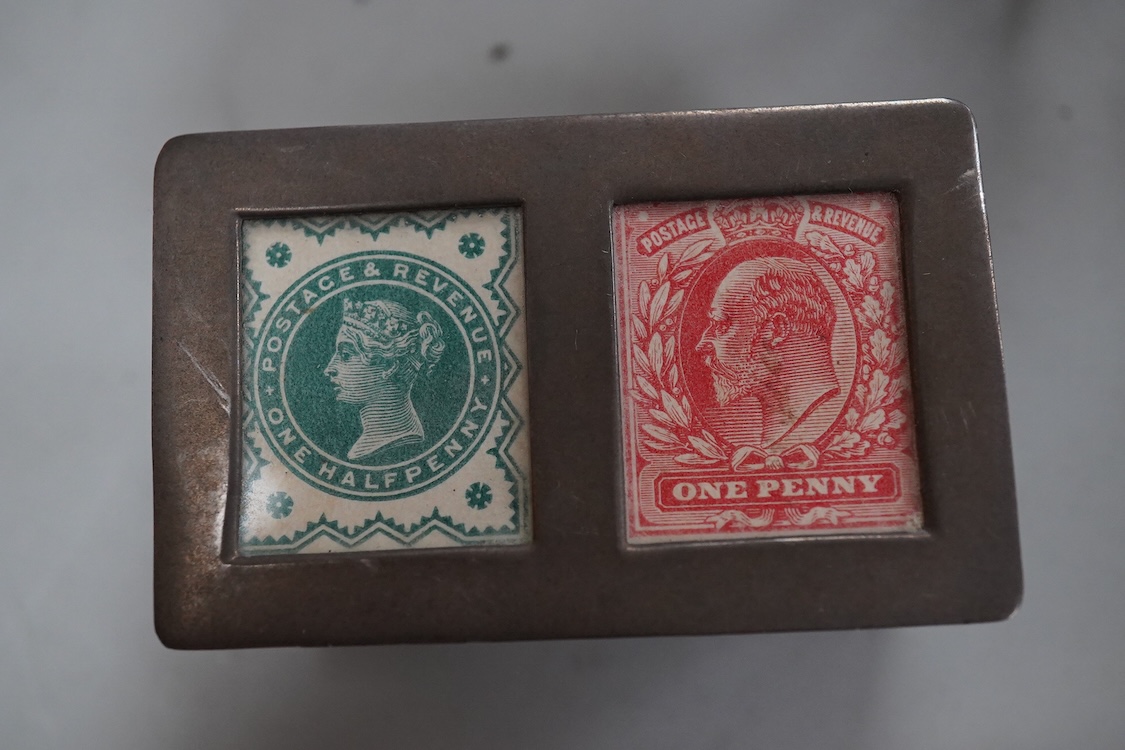 POSTAGE & REVENUE
ONE HALFPENNY
POSTAGE & REVENUE
ONE PENNY